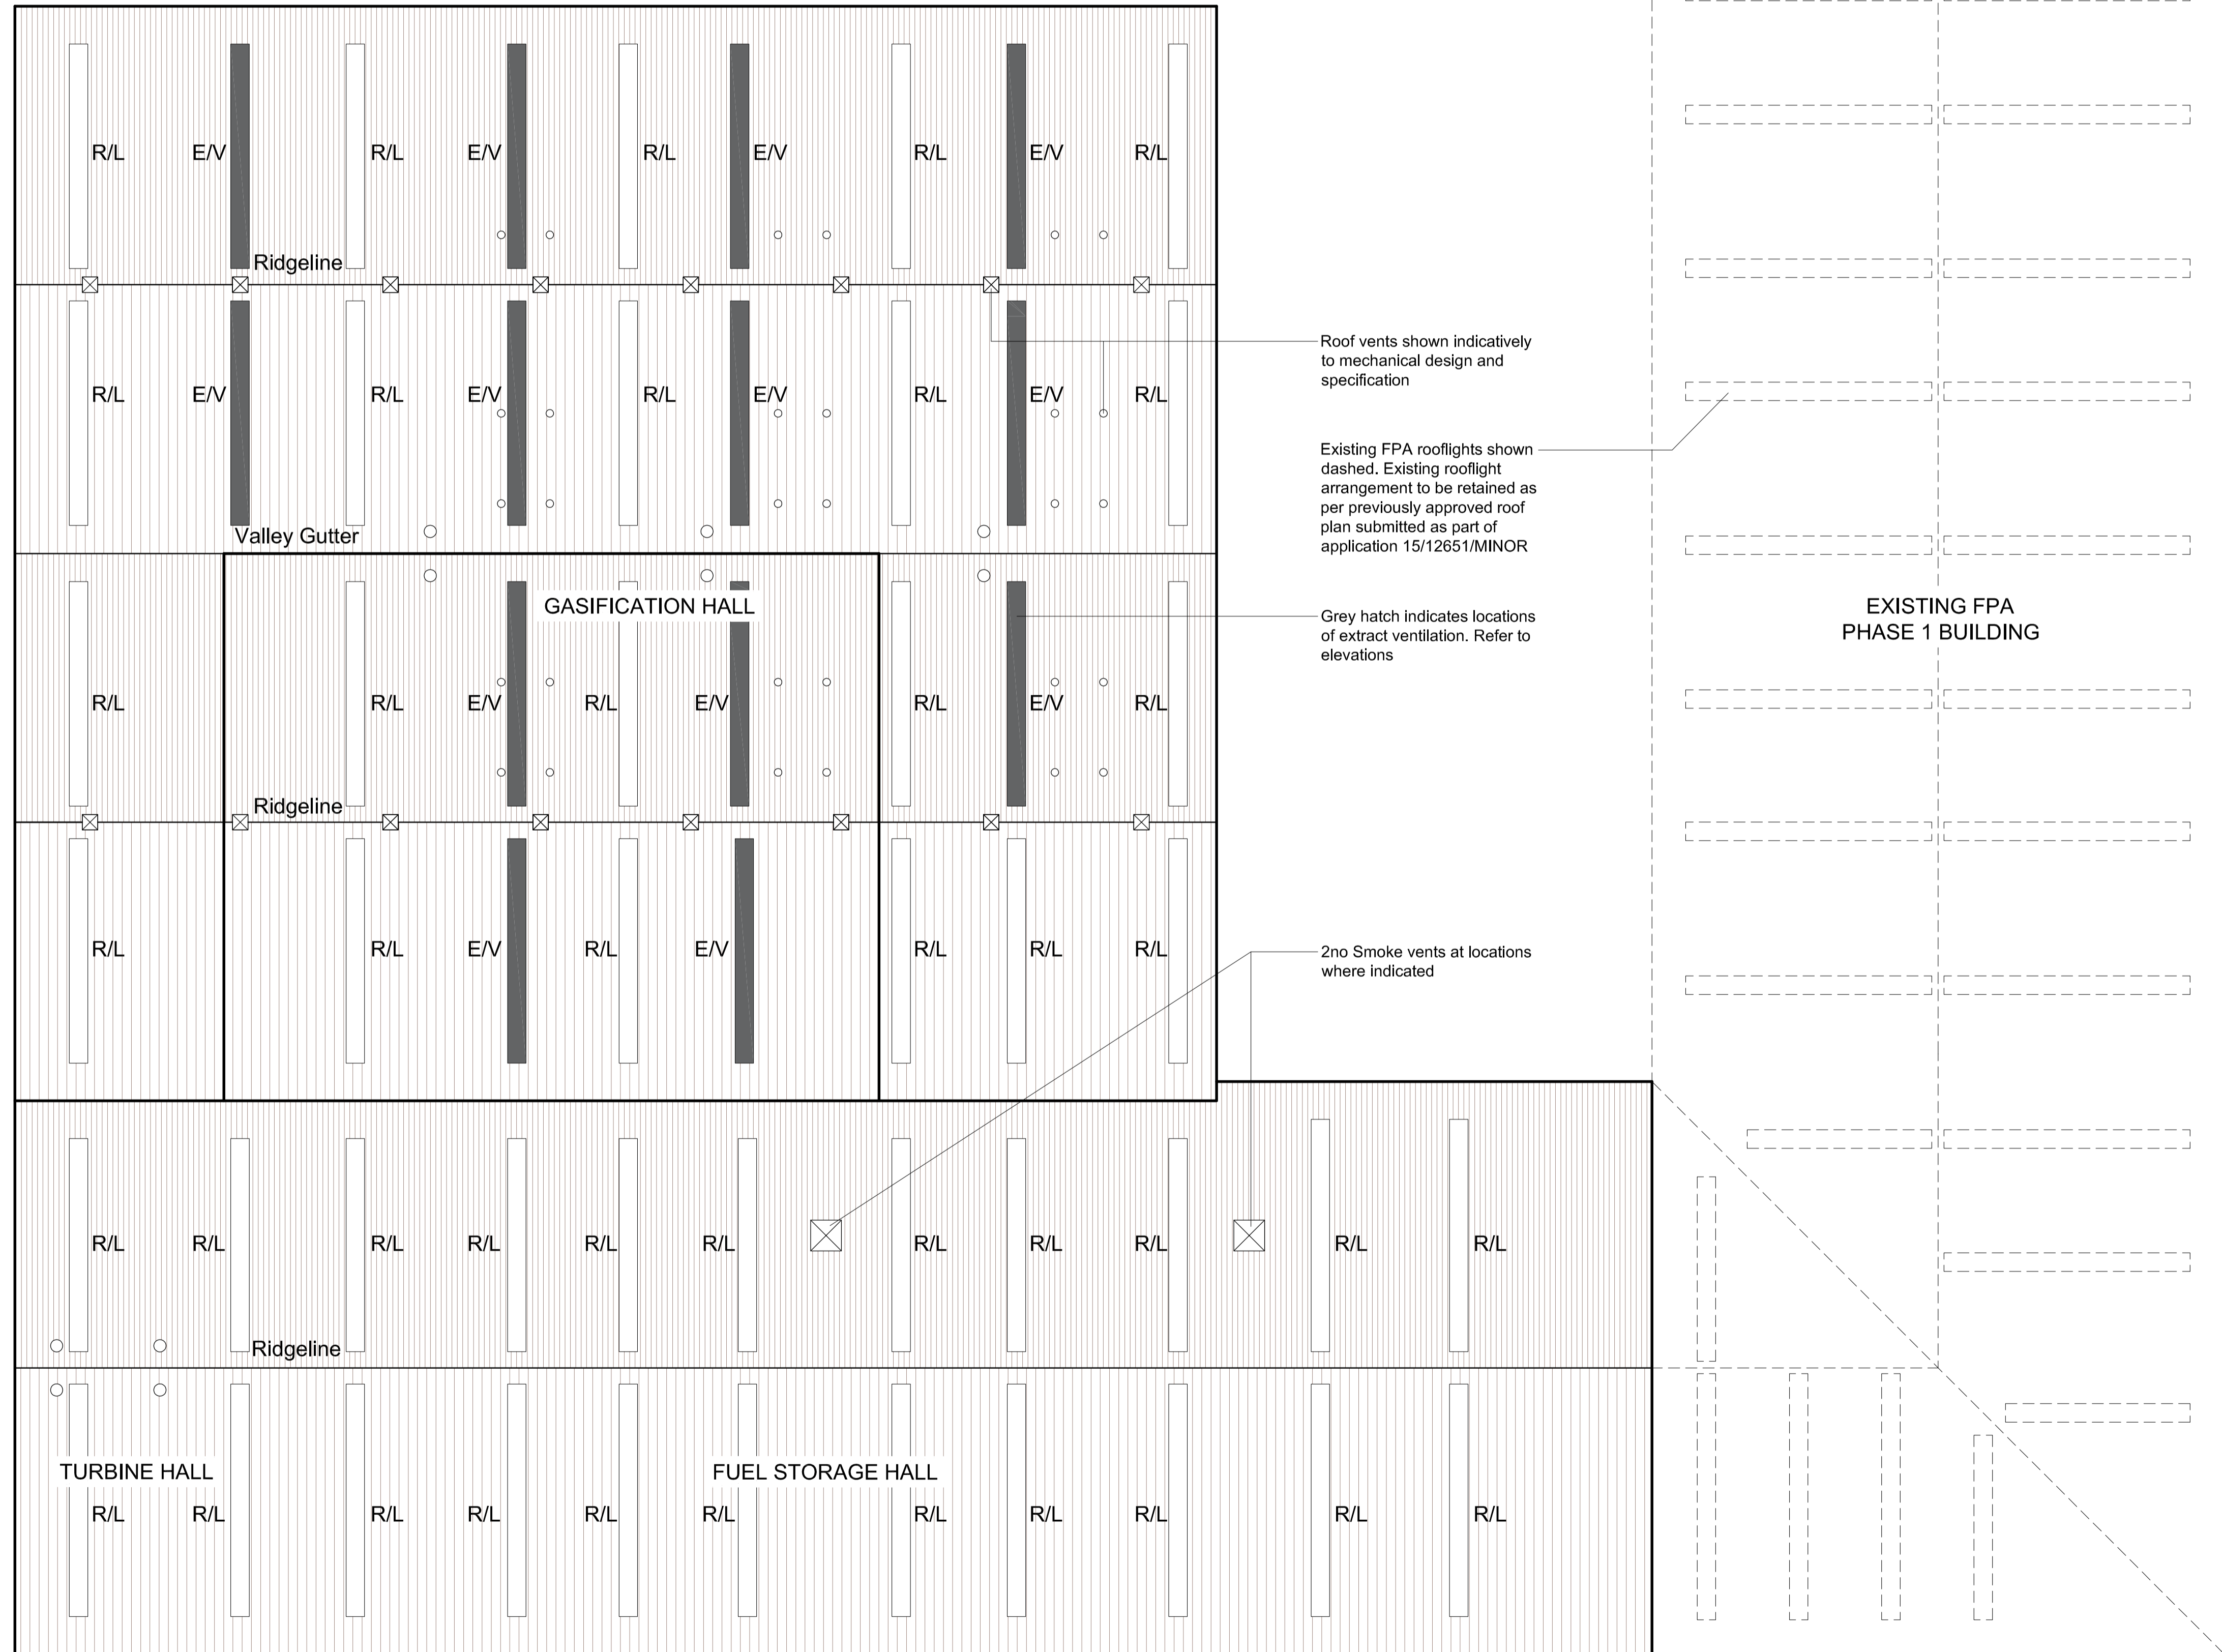 R/L E/V R/L E/V R/L E/V R/L E/V R/L
Ridgeline
Roof vents shown indicatively
to mechanical design and
specification
R/L E/V R/L E/V R/L E/V R/L E/V R/L
Existing FPA rooflights shown
dashed. Existing rooflight
arrangement to be retained as
per previously approved roof
plan submitted as part of
application 15/12651/MINOR
Valley Gutter
GASIFICATION HALL
Grey hatch indicates locations
of extract ventilation. Refer to
elevations
EXISTING FPA
PHASE 1 BUILDING
R/L R/L E/V R/L E/V R/L E/V R/L
Ridgeline
R/L R/L E/V R/L E/V R/L R/L R/L
2no Smoke vents at locations
where indicated
R/L R/L R/L R/L R/L R/L R/L R/L R/L R/L R/L
Ridgeline
TURBINE HALL
FUEL STORAGE HALL
R/L R/L R/L R/L R/L R/L R/L R/L R/L R/L R/L